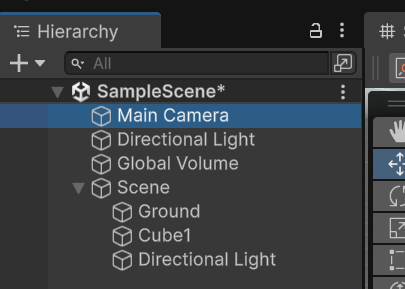 Hierarchy
All
SampleScene*
Main Camera
Directional Light
Global Volume
Scene
Ground
Cube1
Directional Light